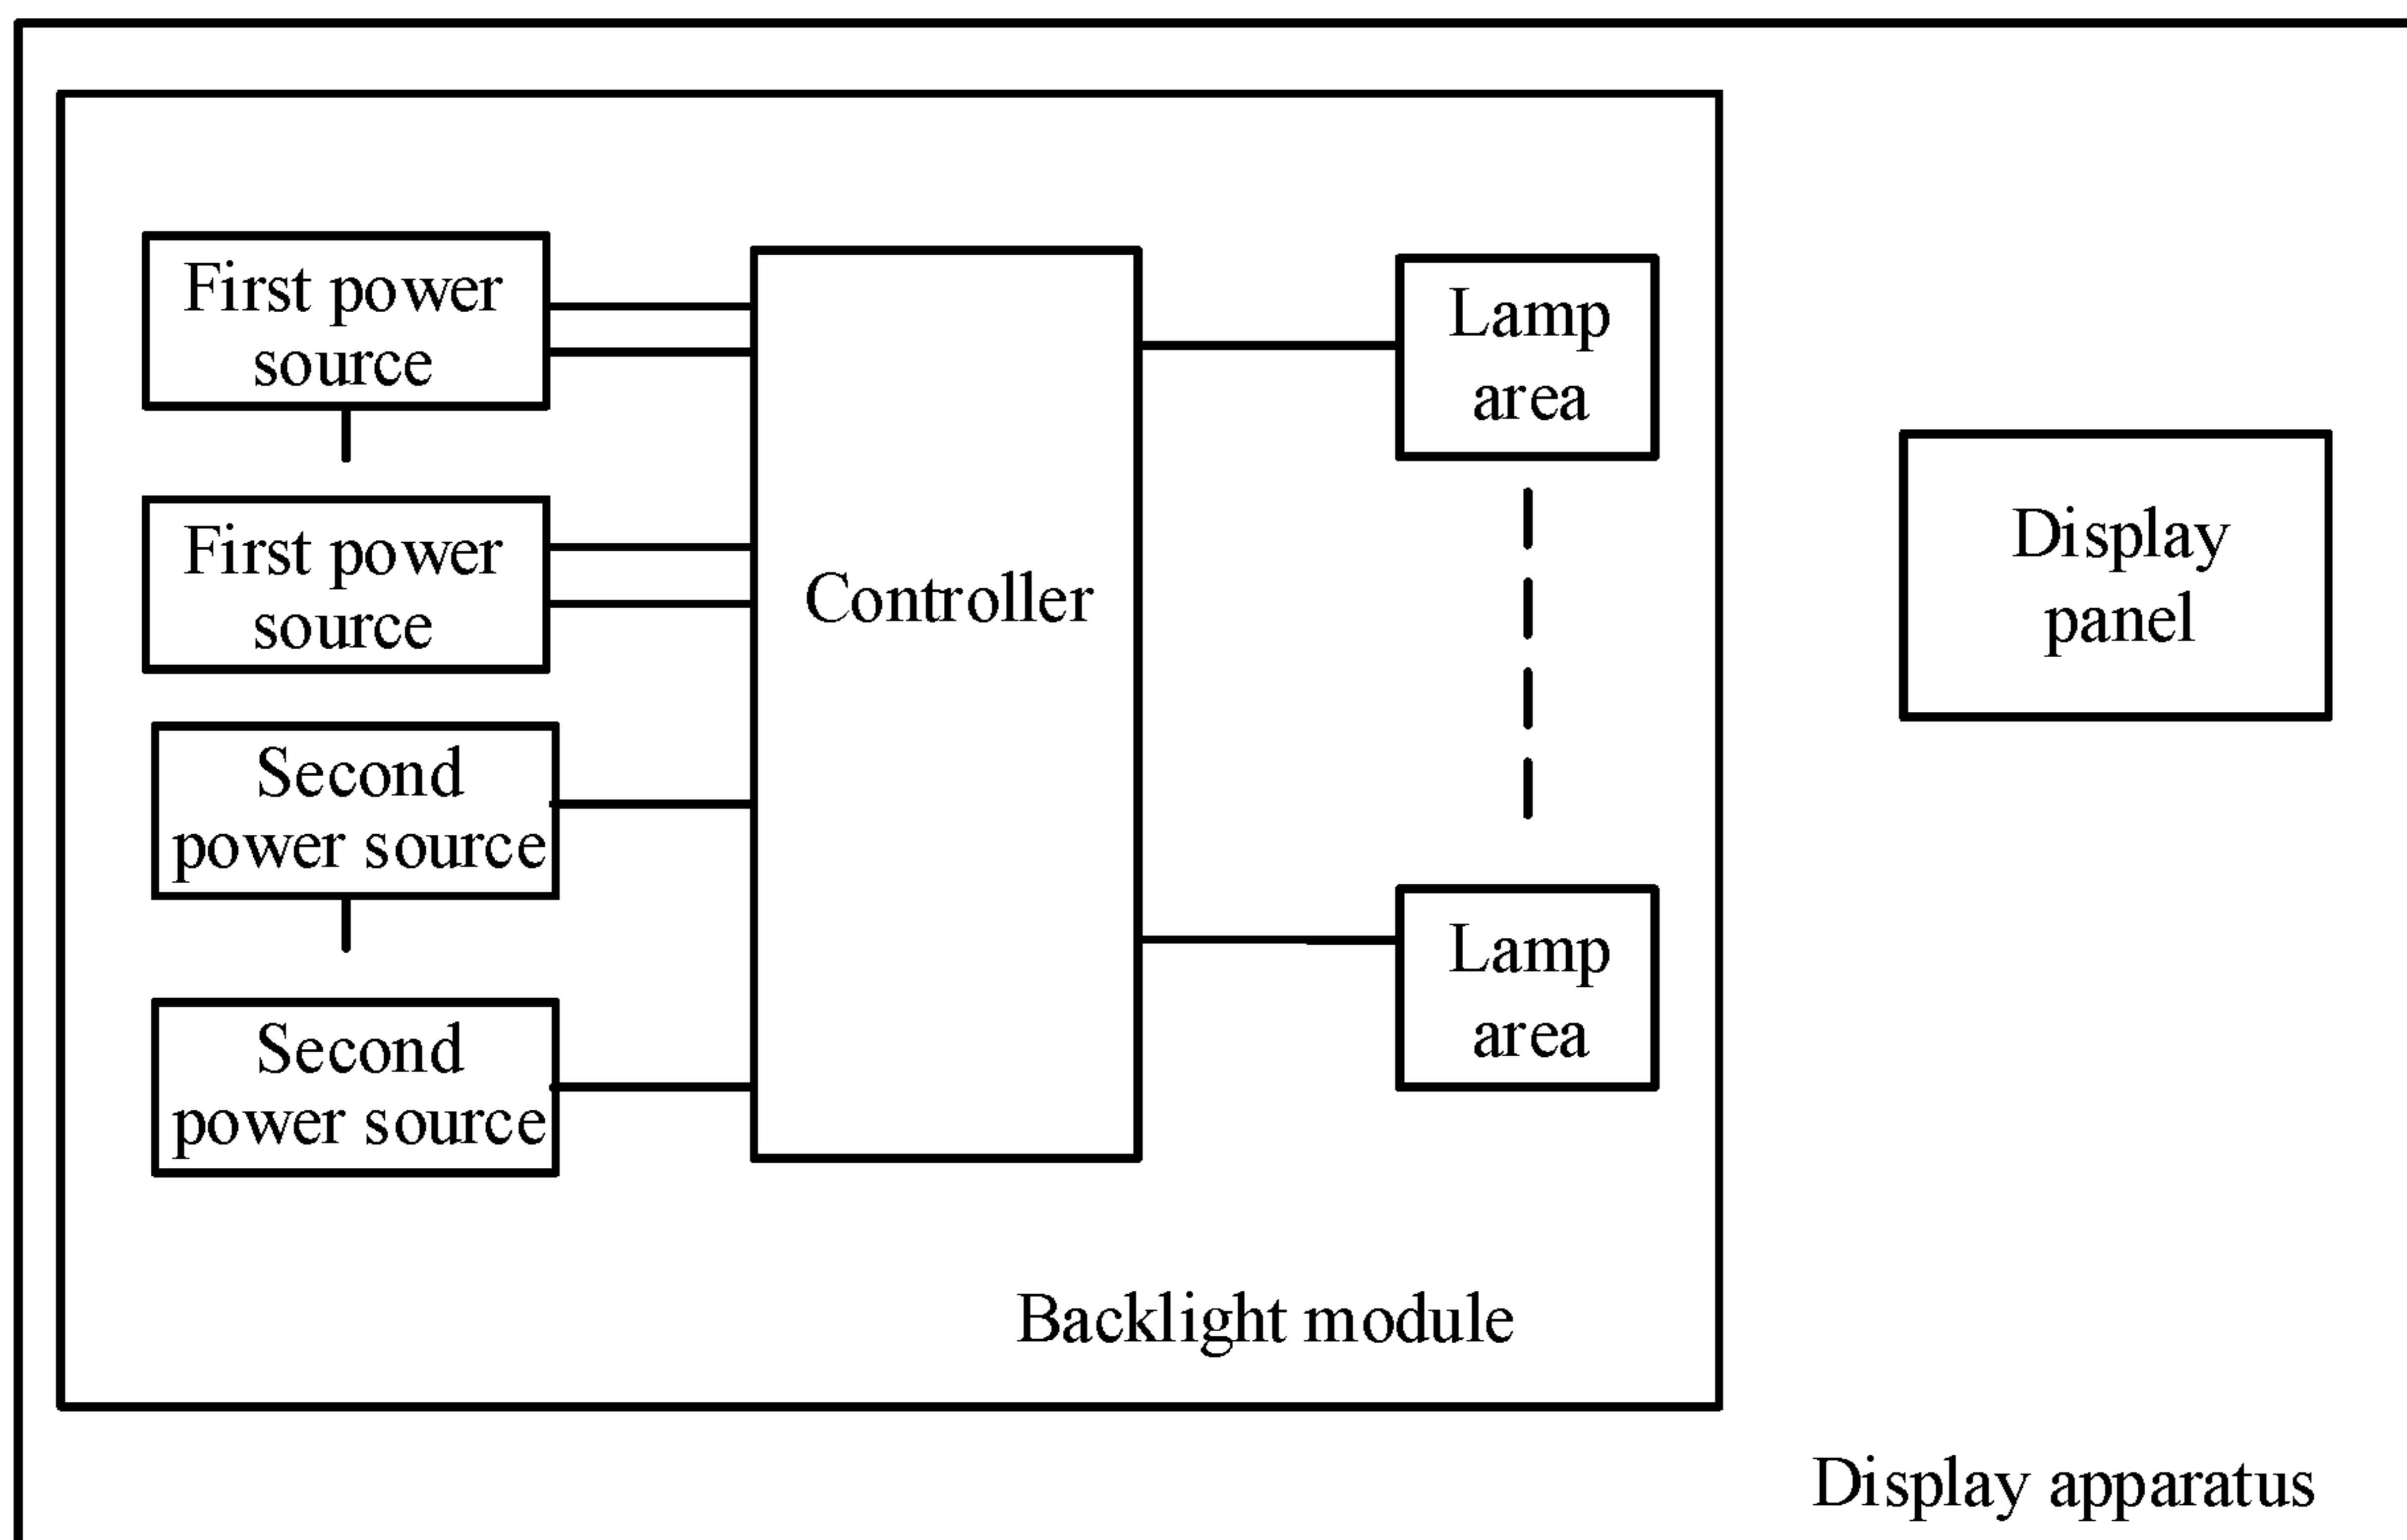 First power
source
First power
source
Second
power source
Second
power source
Controller
Lamp
area
Lamp
area
Backlight module
Display
panel
Display apparatus